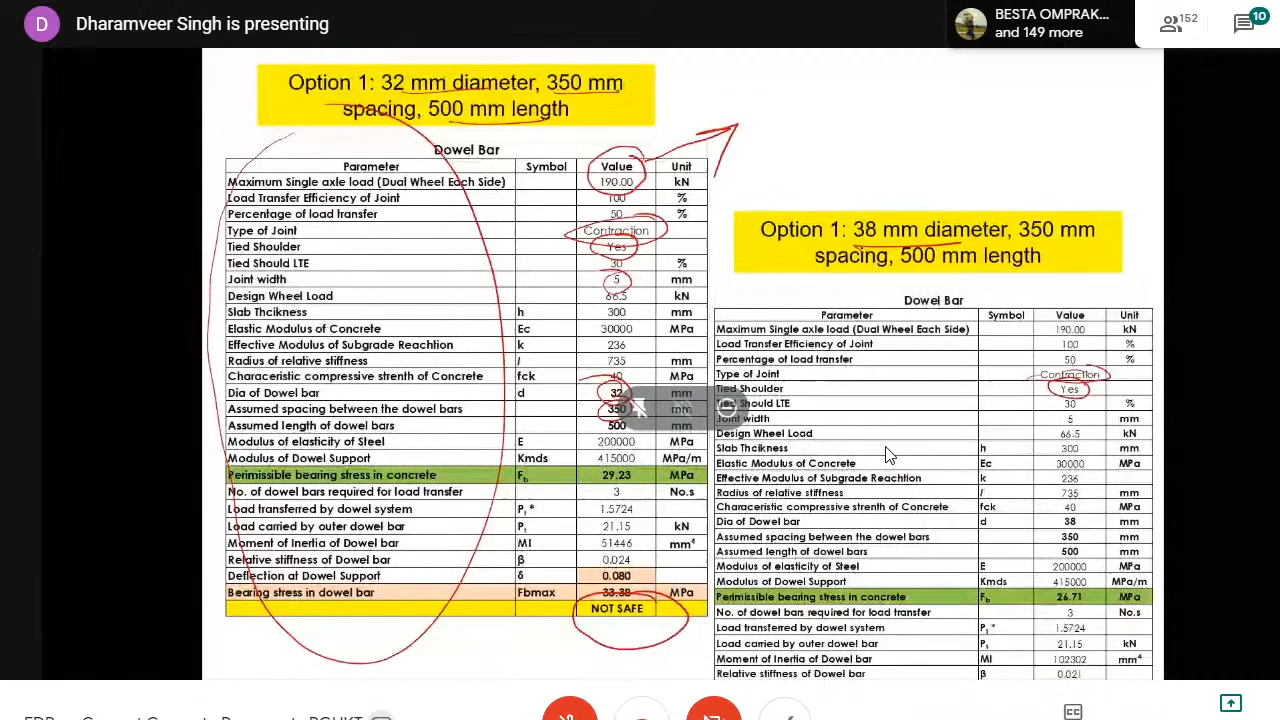 D Dharamveer Singh is presenting
BESTA OMPRAK...
and 149 more
152
10
Option 1: 32 mm diameter, 350 mm
spacing, 500 mm length
Dowel Bar
Parameter Symbol Value Unit
Maximum Single axle load (Dual Wheel Each Side) 190.00 kN
Load Transfer Efficiency of Joint 100 %
Percentage of load transfer 50 %
Type of Joint Contraction
Tied Shoulder Yes
Tied Should LTE 30 %
Joint width 5 mm
Design Wheel Load 66.5 kN
Slab Thcikness h 300 mm
Elastic Modulus of Concrete Ec 30000 MPa
Effective Modulus of Subgrade Reachtion k 236
Radius of relative stiffness l 735 mm
Characeristic compressive strenth of Concrete fck 40 MPa
Dia of Dowel bar d 32 mm
Assumed spacing between the dowel bars 350 mm
Assumed length of dowel bars 500 mm
Modulus of elasticity of Steel E 200000 MPa
Modulus of Dowel Support Kmds 415000 MPa/m
Perimissible bearing stress in concrete Fb 29.23 MPa
No. of dowel bars required for load transfer 3 No.s
Load transferred by dowel system Pt * 1.5724
Load carried by outer dowel bar Pt 21.15 kN
Moment of Inertia of Dowel bar MI 51446 mm4
Relative stiffness of Dowel bar β 0.024
Deflection at Dowel Support δ 0.080
Bearing stress in dowel bar Fbmax 33.38 MPa
NOT SAFE
Option 1: 38 mm diameter, 350 mm
spacing, 500 mm length
Dowel Bar
Parameter Symbol Value Unit
Maximum Single axle load (Dual Wheel Each Side) 190.00 kN
Load Transfer Efficiency of Joint 100 %
Percentage of load transfer 50 %
Type of Joint Contraction
Tied Shoulder Yes
Tied Should LTE 30 %
Joint width 5 mm
Design Wheel Load 66.5 kN
Slab Thcikness h 300 mm
Elastic Modulus of Concrete Ec 30000 MPa
Effective Modulus of Subgrade Reachtion k 236
Radius of relative stiffness l 735 mm
Characeristic compressive strenth of Concrete fck 40 MPa
Dia of Dowel bar d 38 mm
Assumed spacing between the dowel bars 350 mm
Assumed length of dowel bars 500 mm
Modulus of elasticity of Steel E 200000 MPa
Modulus of Dowel Support Kmds 415000 MPa/m
Perimissible bearing stress in concrete Fb 26.71 MPa
No. of dowel bars required for load transfer 3 No.s
Load transferred by dowel system Pt * 1.5724
Load carried by outer dowel bar Pt 21.15 kN
Moment of Inertia of Dowel bar MI 102302 mm4
Relative stiffness of Dowel bar β 0.021
CC